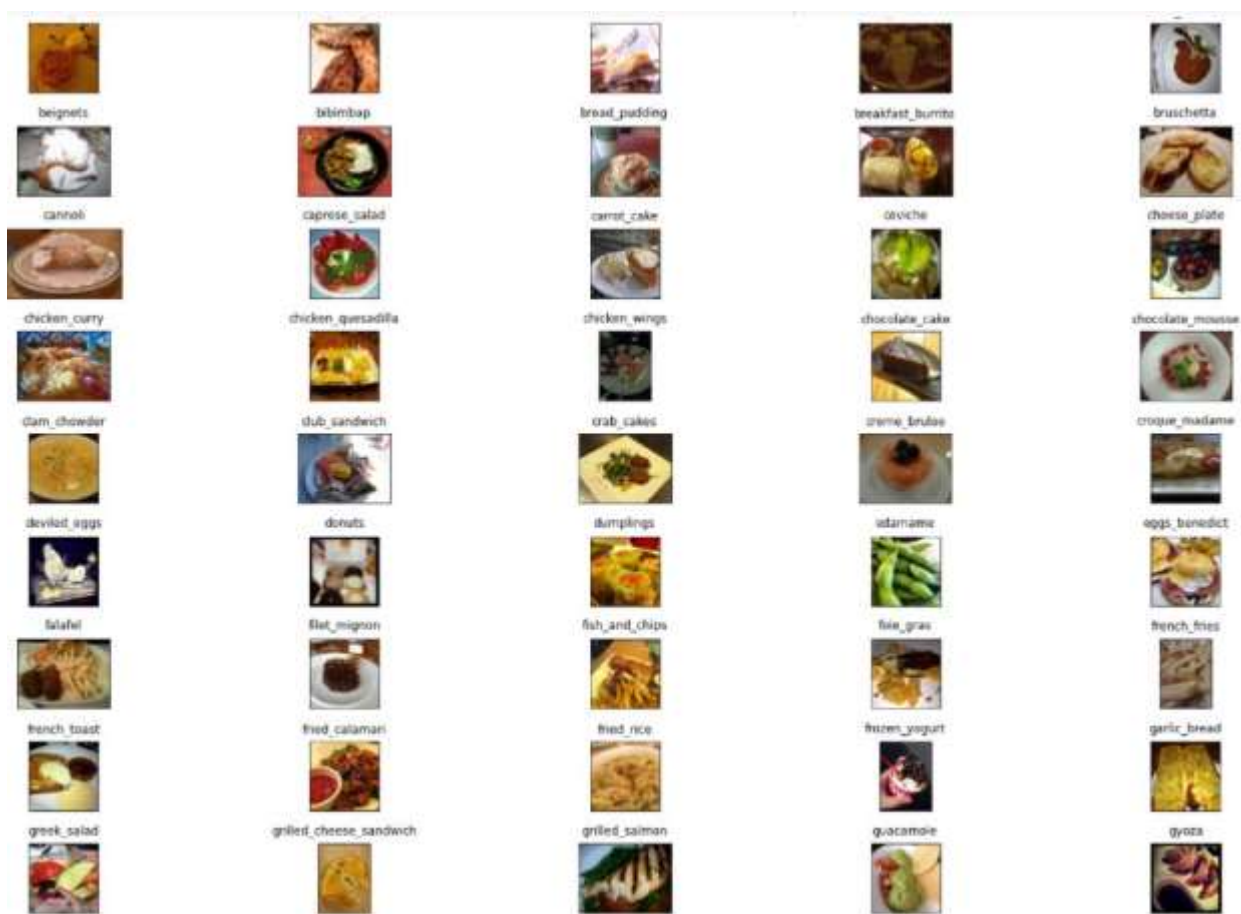 beignets bibimbap bread_pudding breakfast_burrito bruschetta
cannoli caprese_salad carrot_cake ceviche cheese_plate
chicken_curry chicken_quesadilla chicken_wings chocolate_cake chocolate_mousse
clam_chowder club_sandwich crab_cakes creme_brulee croque_madame
deviled_eggs donuts dumplings edamame eggs_benedict
falafel filet_mignon fish_and_chips foie_gras french_fries
french_toast fried_calamari fried_rice frozen_yogurt garlic_bread
greek_salad grilled_cheese_sandwich grilled_salmon guacamole gyoza